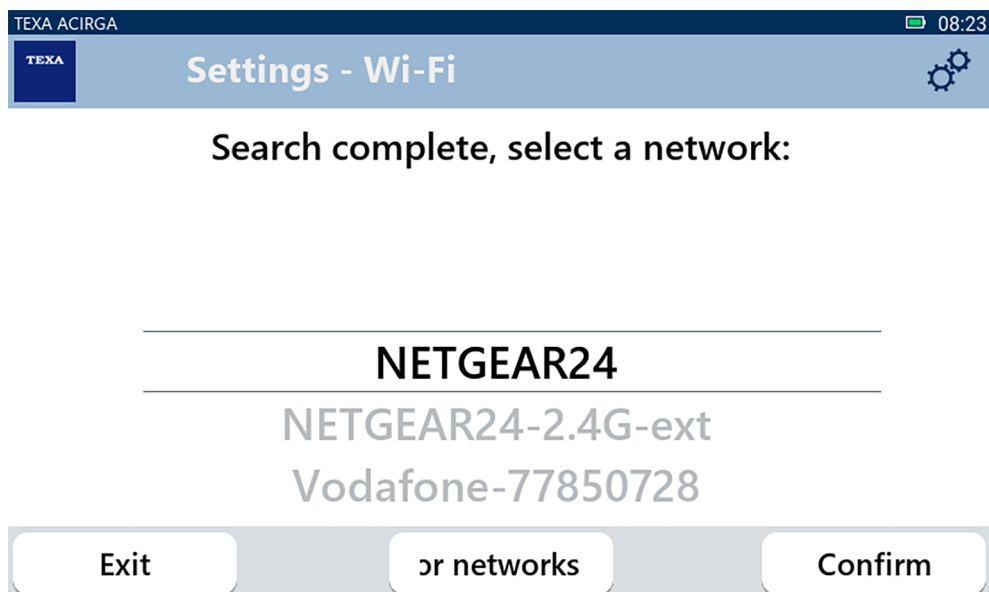 TEXA ACIRGA
08:23
TEXA
Settings - Wi-Fi
Search complete, select a network:
NETGEAR24
NETGEAR24-2.4G-ext
Vodafone-77850728
Exit
or networks
Confirm